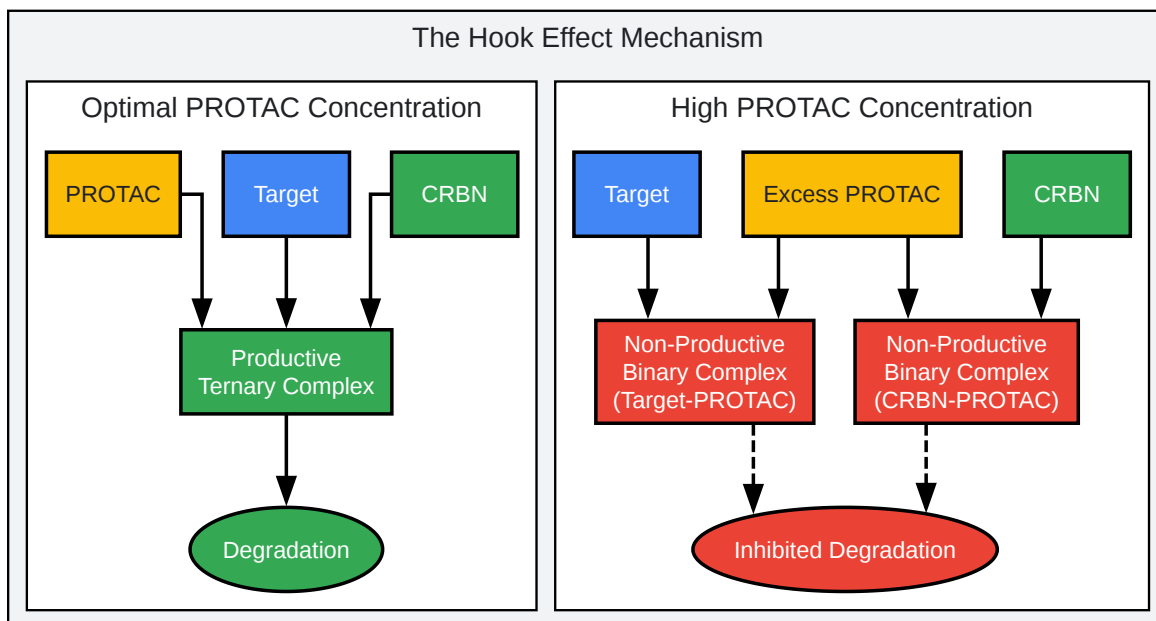 The Hook Effect Mechanism
Optimal PROTAC Concentration
PROTAC
Target
CRBN
Productive
Ternary Complex
Degradation
High PROTAC Concentration
Target
Excess PROTAC
CRBN
Non-Productive
Binary Complex
(Target-PROTAC)
Non-Productive
Binary Complex
(CRBN-PROTAC)
Inhibited Degradation